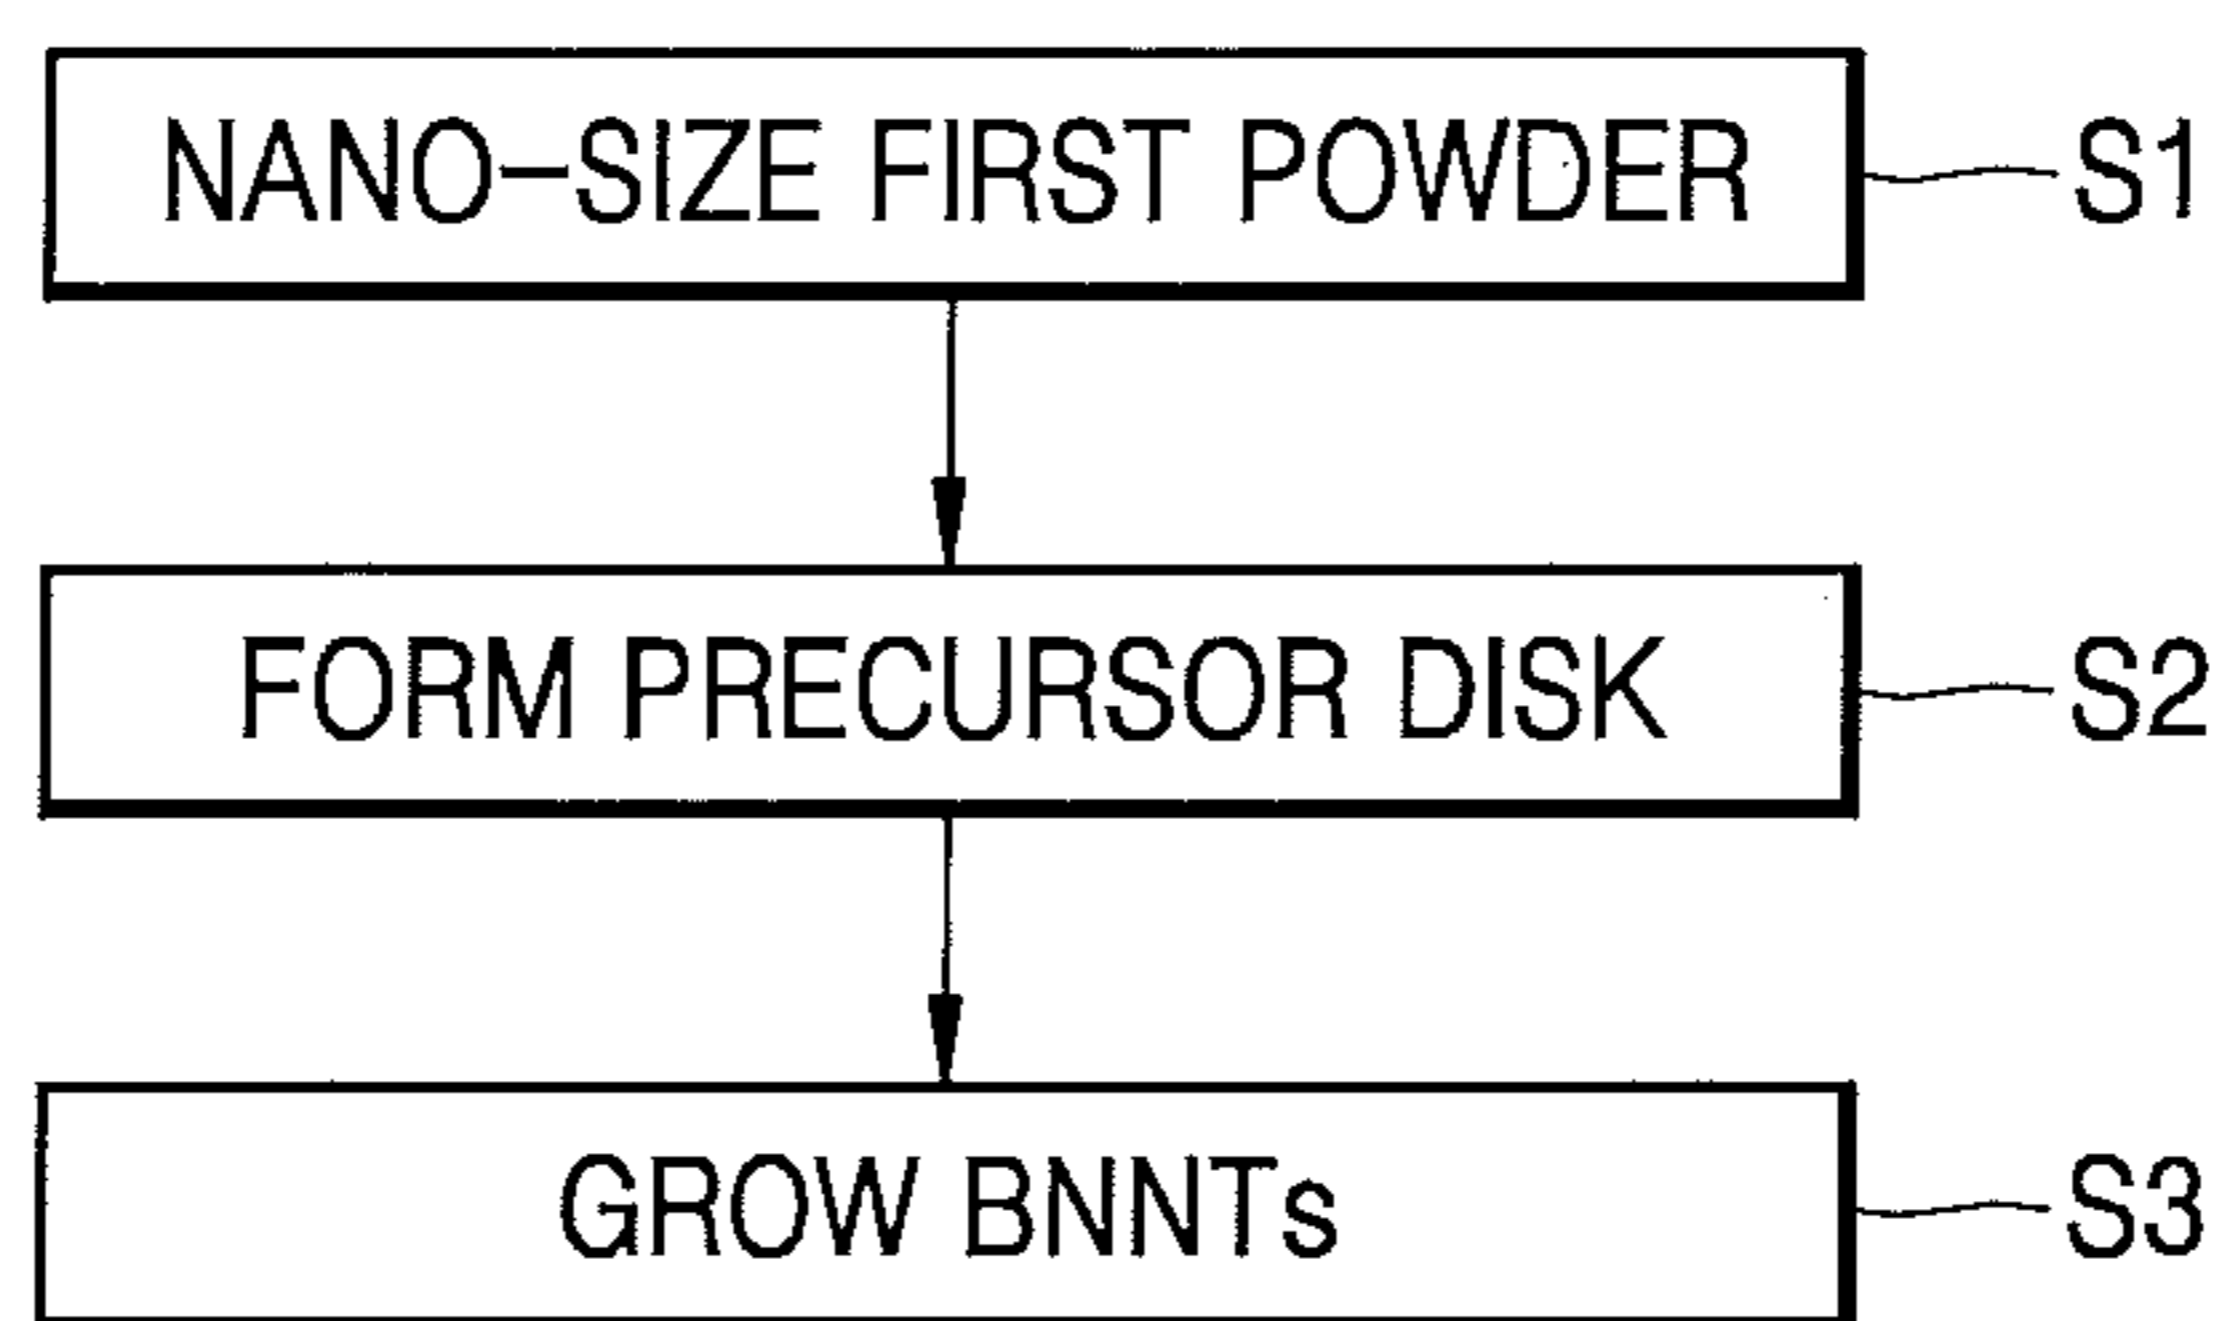 NANO-SIZE FIRST POWDER S1
FORM PRECURSOR DISK S2
GROW BNNTs S3